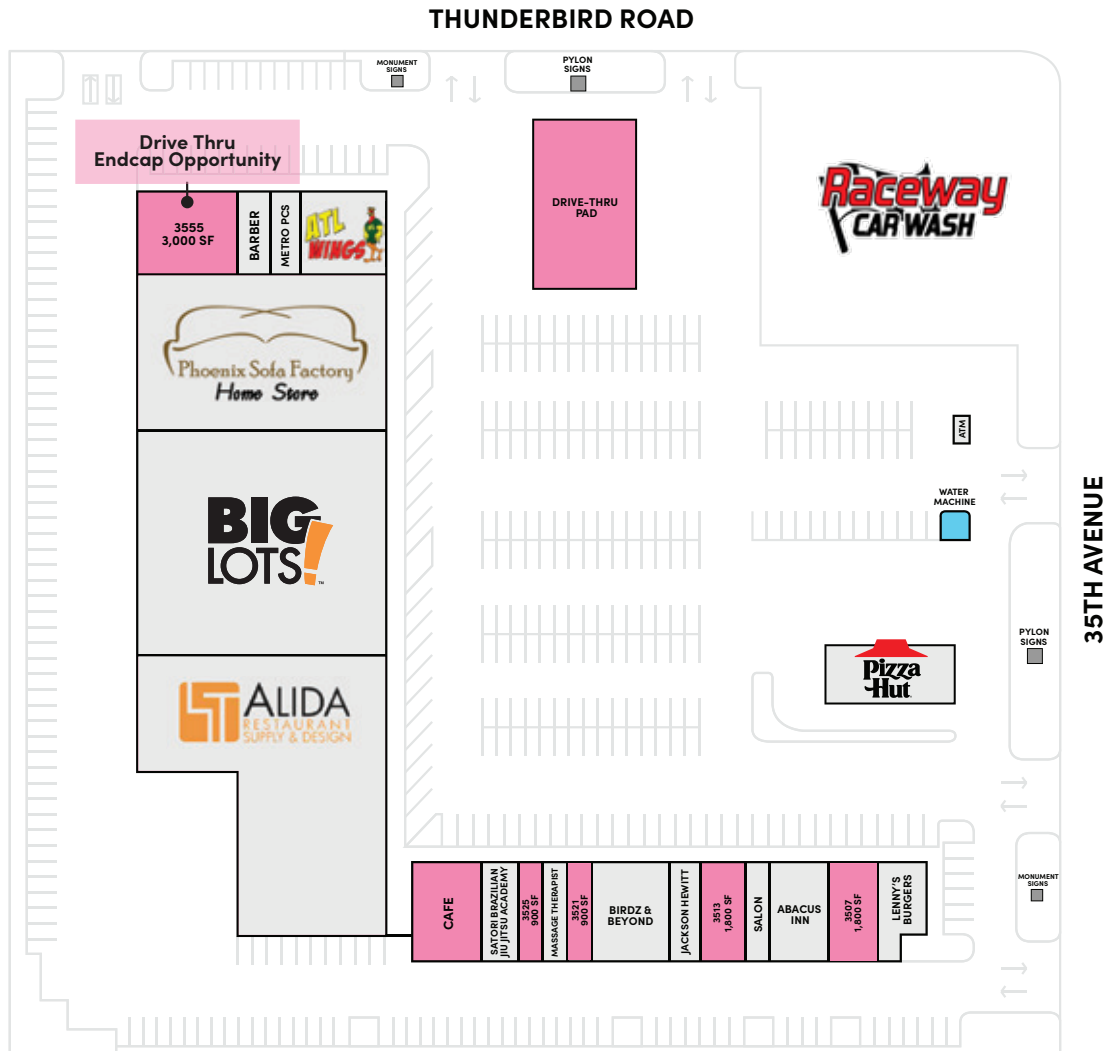 THUNDERBIRD ROAD
MONUMENT
SIGNS
PYLON
SIGNS
Drive Thru
Endcap Opportunity
3555
3,000 SF
BARBER
METRO PCS
ATL
WINGS
DRIVE-THRU
PAD
Raceway
CAR WASH
Phoenix Sofa Factory
Home Store
ATM
WATER
MACHINE
BIG
LOTS!
TM
35TH AVENUE
PYLON
SIGNS
Pizza
Hut
ALIDA
RESTAURANT
SUPPLY & DESIGN
CAFE
SATORI BRAZILIAN
JIU JITSU ACADEMY
3525
900 SF
MASSAGE THERAPIST
3521
900 SF
BIRDZ &
BEYOND
JACKSON HEWITT
3513
1,800 SF
SALON
ABACUS
INN
3507
1,800 SF
LENNY'S
BURGERS
MONUMENT
SIGNS